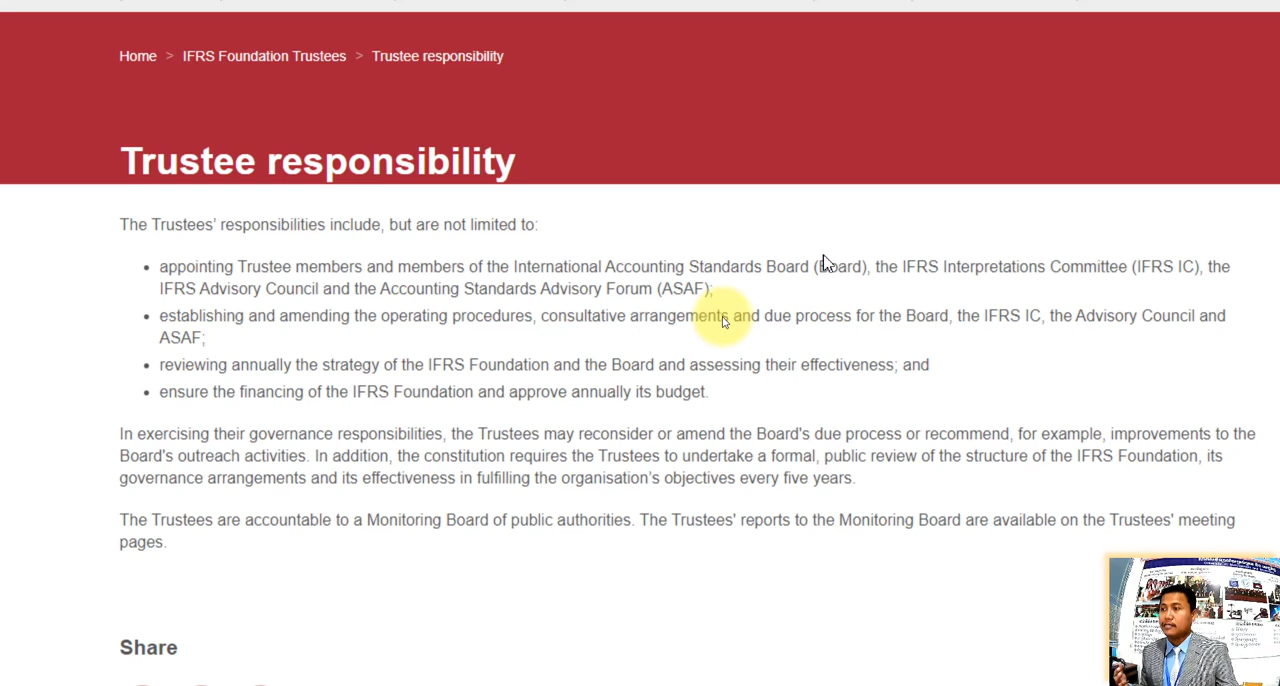 Home > IFRS Foundation Trustees > Trustee responsibility
Trustee responsibility
The Trustees' responsibilities include, but are not limited to:
• appointing Trustee members and members of the International Accounting Standards Board (Board), the IFRS Interpretations Committee (IFRS IC), the
IFRS Advisory Council and the Accounting Standards Advisory Forum (ASAF);
• establishing and amending the operating procedures, consultative arrangements and due process for the Board, the IFRS IC, the Advisory Council and
ASAF;
• reviewing annually the strategy of the IFRS Foundation and the Board and assessing their effectiveness; and
• ensure the financing of the IFRS Foundation and approve annually its budget.
In exercising their governance responsibilities, the Trustees may reconsider or amend the Board's due process or recommend, for example, improvements to the
Board's outreach activities. In addition, the constitution requires the Trustees to undertake a formal, public review of the structure of the IFRS Foundation, its
governance arrangements and its effectiveness in fulfilling the organisation's objectives every five years.
The Trustees are accountable to a Monitoring Board of public authorities. The Trustees' reports to the Monitoring Board are available on the Trustees' meeting
pages.
Share